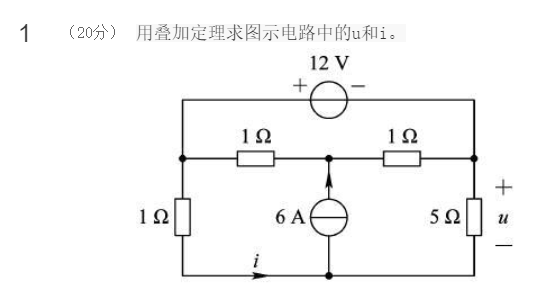 1 （20分） 用叠加定理求图示电路中的u和i。
12 V
+ −
1 Ω 1 Ω
+
1 Ω 6 A 5 Ω u
−
i